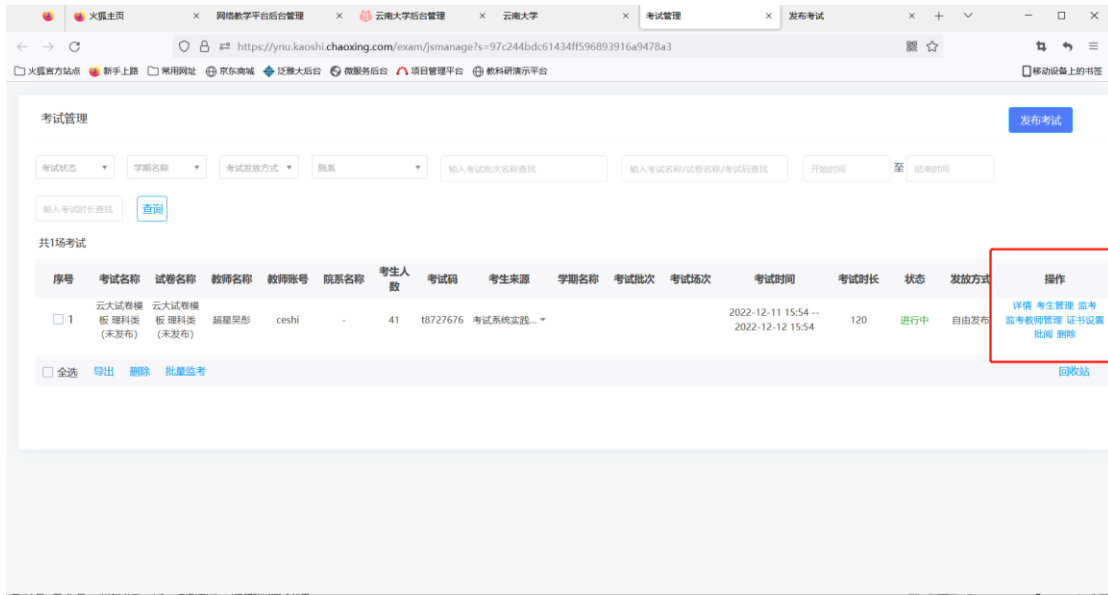 火狐主页 网络教学平台后台管理 云南大学后台管理 云南大学 考试管理 发布考试
https://ynu.kaoshi.chaoxing.com/exam/jsmanage?s=97c244bdc61434ff596893916a9478a3
火狐官方站点 新手上路 常用网址 京东商城 泛雅大后台 微服务后台 项目管理平台 教科研演示平台 移动设备上的书签
考试管理 发布考试
考试状态 学期名称 考试发放方式 院系 输入考试批次名称查找 输入考试名称/试卷名称/考试码查找 开始时间 至 结束时间
输入考试时长查找 查询
共1场考试
序号 考试名称 试卷名称 教师名称 教师账号 院系名称 考生人数 考试码 考生来源 学期名称 考试批次 考试场次 考试时间 考试时长 状态 发放方式 操作
1 云大试卷模板 理科类(未发布) 云大试卷模板 理科类(未发布) 超星吴彤 ceshi - 41 t8727676 考试系统实践... 2022-12-11 15:54 -- 2022-12-12 15:54 120 进行中 自由发布 详情 考生管理 监考 监考教师管理 证书设置 批阅 删除
全选 导出 删除 批量监考 回收站